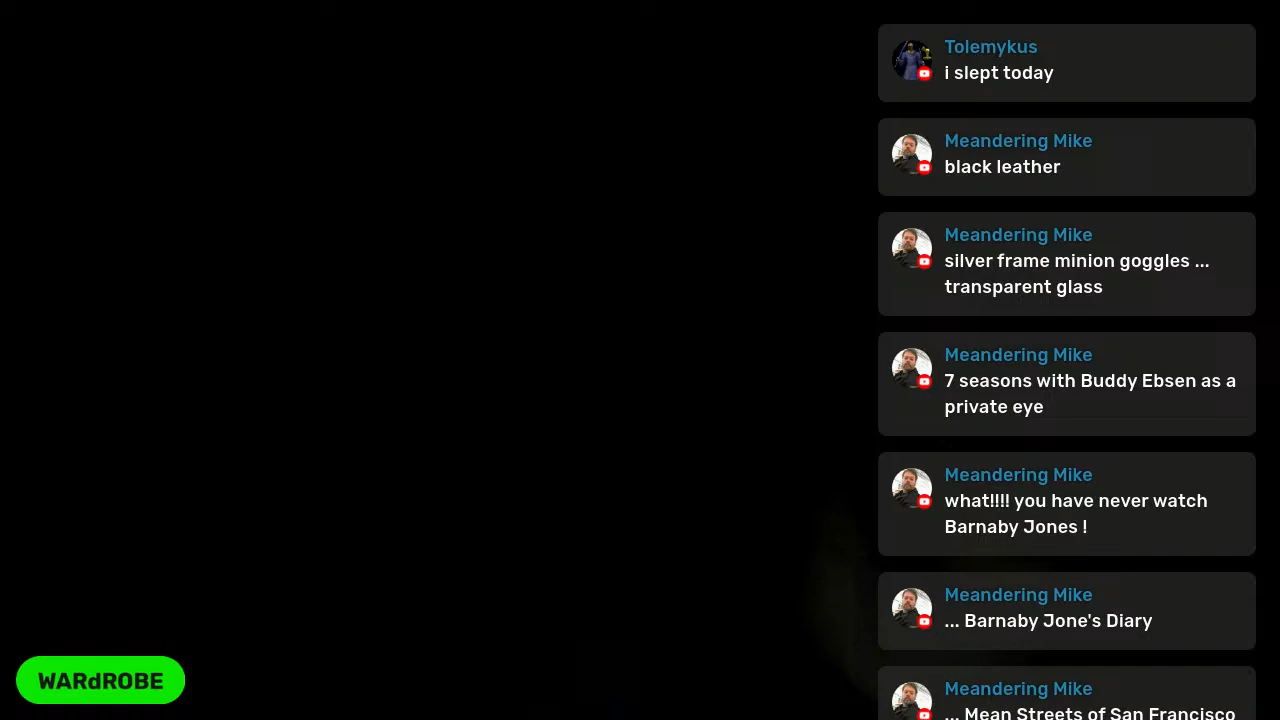 Tolemykus
i slept today
Meandering Mike
black leather
Meandering Mike
silver frame minion goggles ...
transparent glass
Meandering Mike
7 seasons with Buddy Ebsen as a
private eye
Meandering Mike
what!!!! you have never watch
Barnaby Jones !
Meandering Mike
... Barnaby Jone's Diary
Meandering Mike
... Mean Streets of San Francisco
WARdROBE